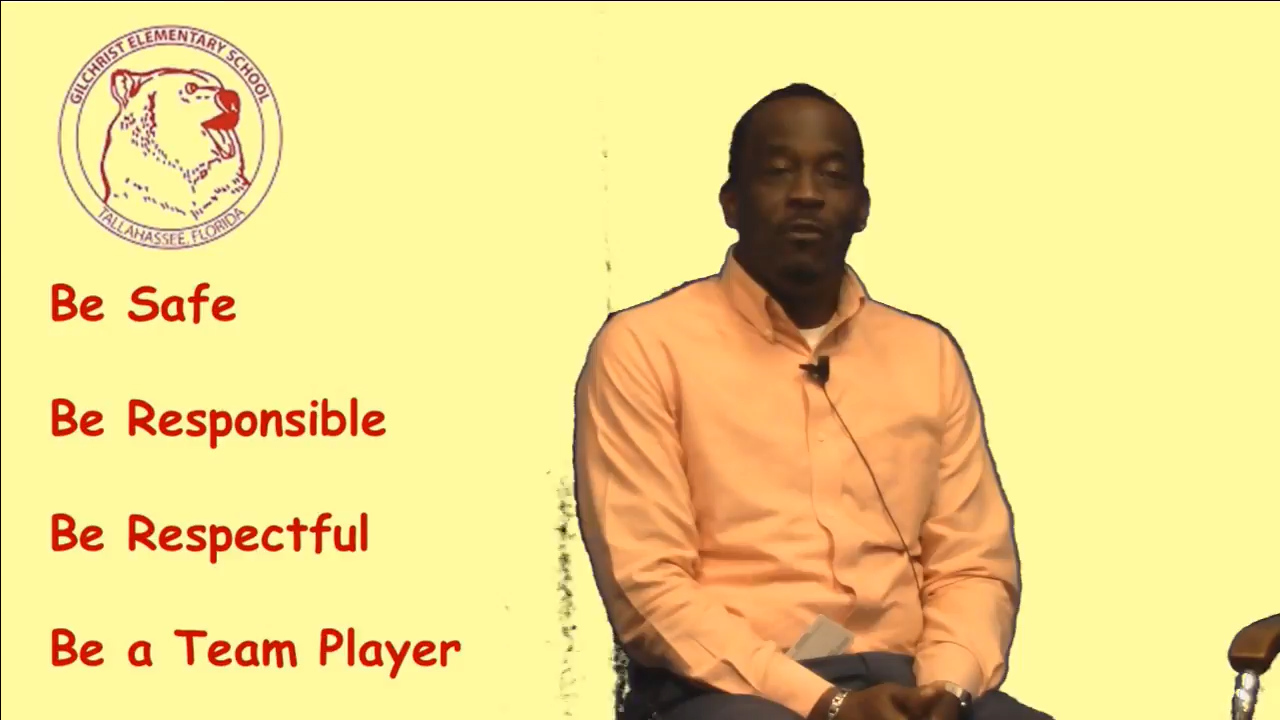 GILCHRIST ELEMENTARY SCHOOL
TALLAHASSEE, FLORIDA
Be Safe
Be Responsible
Be Respectful
Be a Team Player